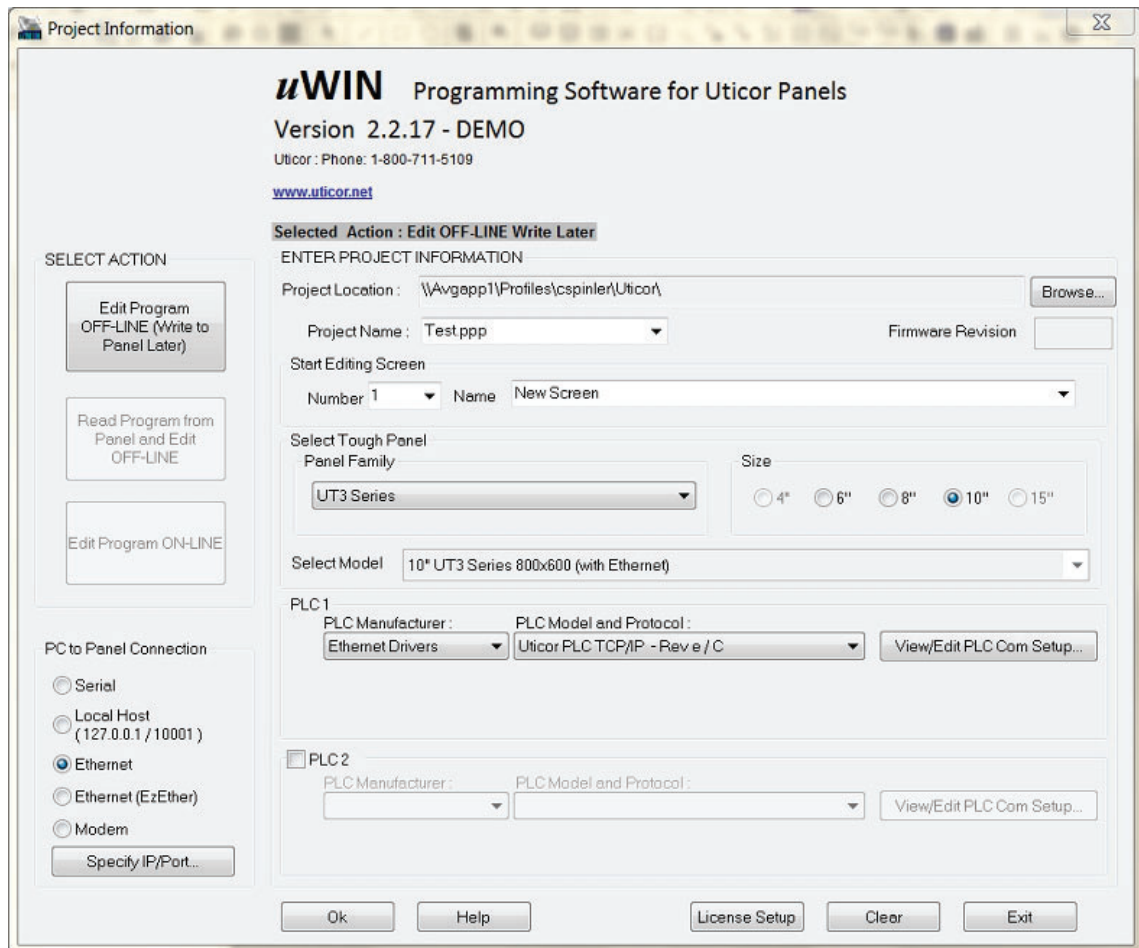 Project Information
uWIN Programming Software for Uticor Panels
Version 2.2.17 - DEMO
Uticor : Phone: 1-800-711-5109
www.uticor.net
Selected Action : Edit OFF-LINE Write Later
SELECT ACTION
Edit Program
OFF-LINE (Write to
Panel Later)
Read Program from
Panel and Edit
OFF-LINE
Edit Program ON-LINE
PC to Panel Connection
Serial
Local Host
( 127.0.0.1 / 10001 )
Ethernet
Ethernet (EzEther)
Modem
Specify IP/Port...
ENTER PROJECT INFORMATION
Project Location : \\Avgapp1\Profiles\cspinler\Uticor\ Browse...
Project Name : Test.ppp Firmware Revision
Start Editing Screen
Number 1 Name New Screen
Select Tough Panel
Panel Family
UT3 Series
Size
4" 6" 8" 10" 15"
Select Model 10" UT3 Series 800x600 (with Ethernet)
PLC 1
PLC Manufacturer : PLC Model and Protocol :
Ethernet Drivers Uticor PLC TCP/IP - Rev e / C View/Edit PLC Com Setup...
PLC 2
PLC Manufacturer : PLC Model and Protocol :
View/Edit PLC Com Setup...
Ok Help License Setup Clear Exit